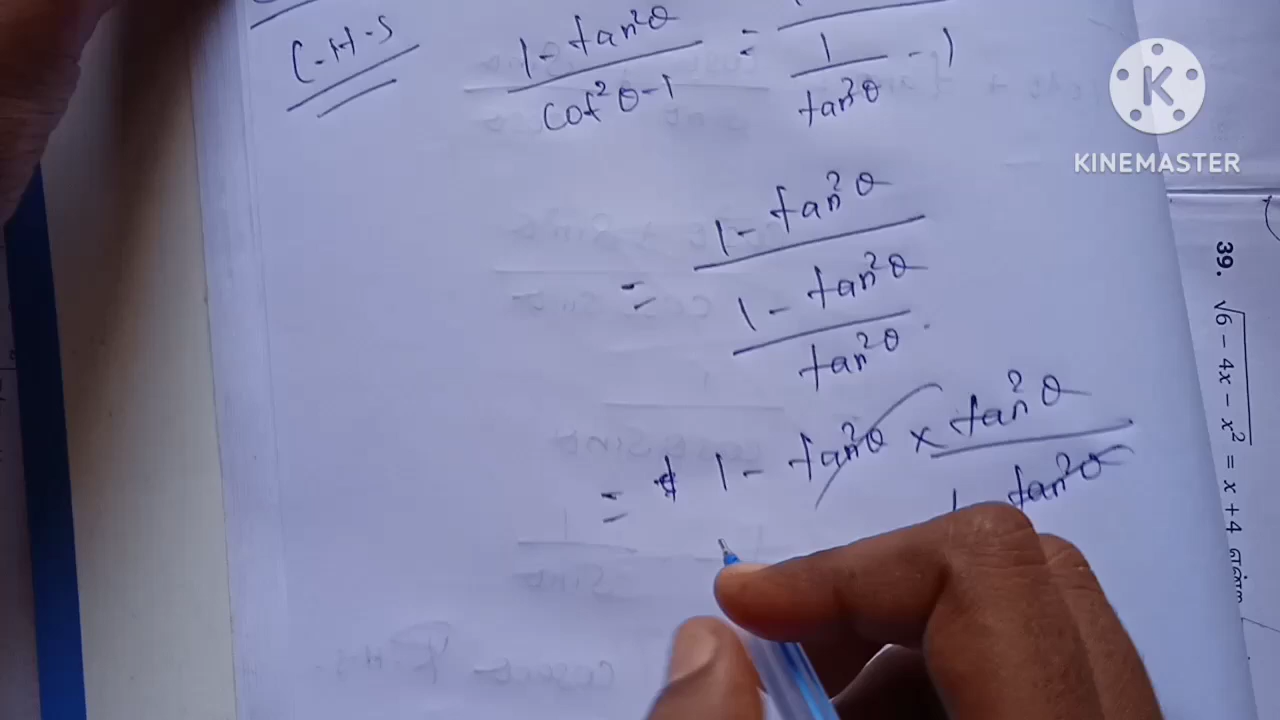 L-H-S
1 - tan²θ / cot²θ - 1 = / 1 / tan²θ - 1
= 1 - tan²θ / 1 - tan²θ / tan²θ
= 1 - tan²θ × tan²θ / 1 - tan²θ
39. √6 - 4x - x² = x + 4
K
KINEMASTER